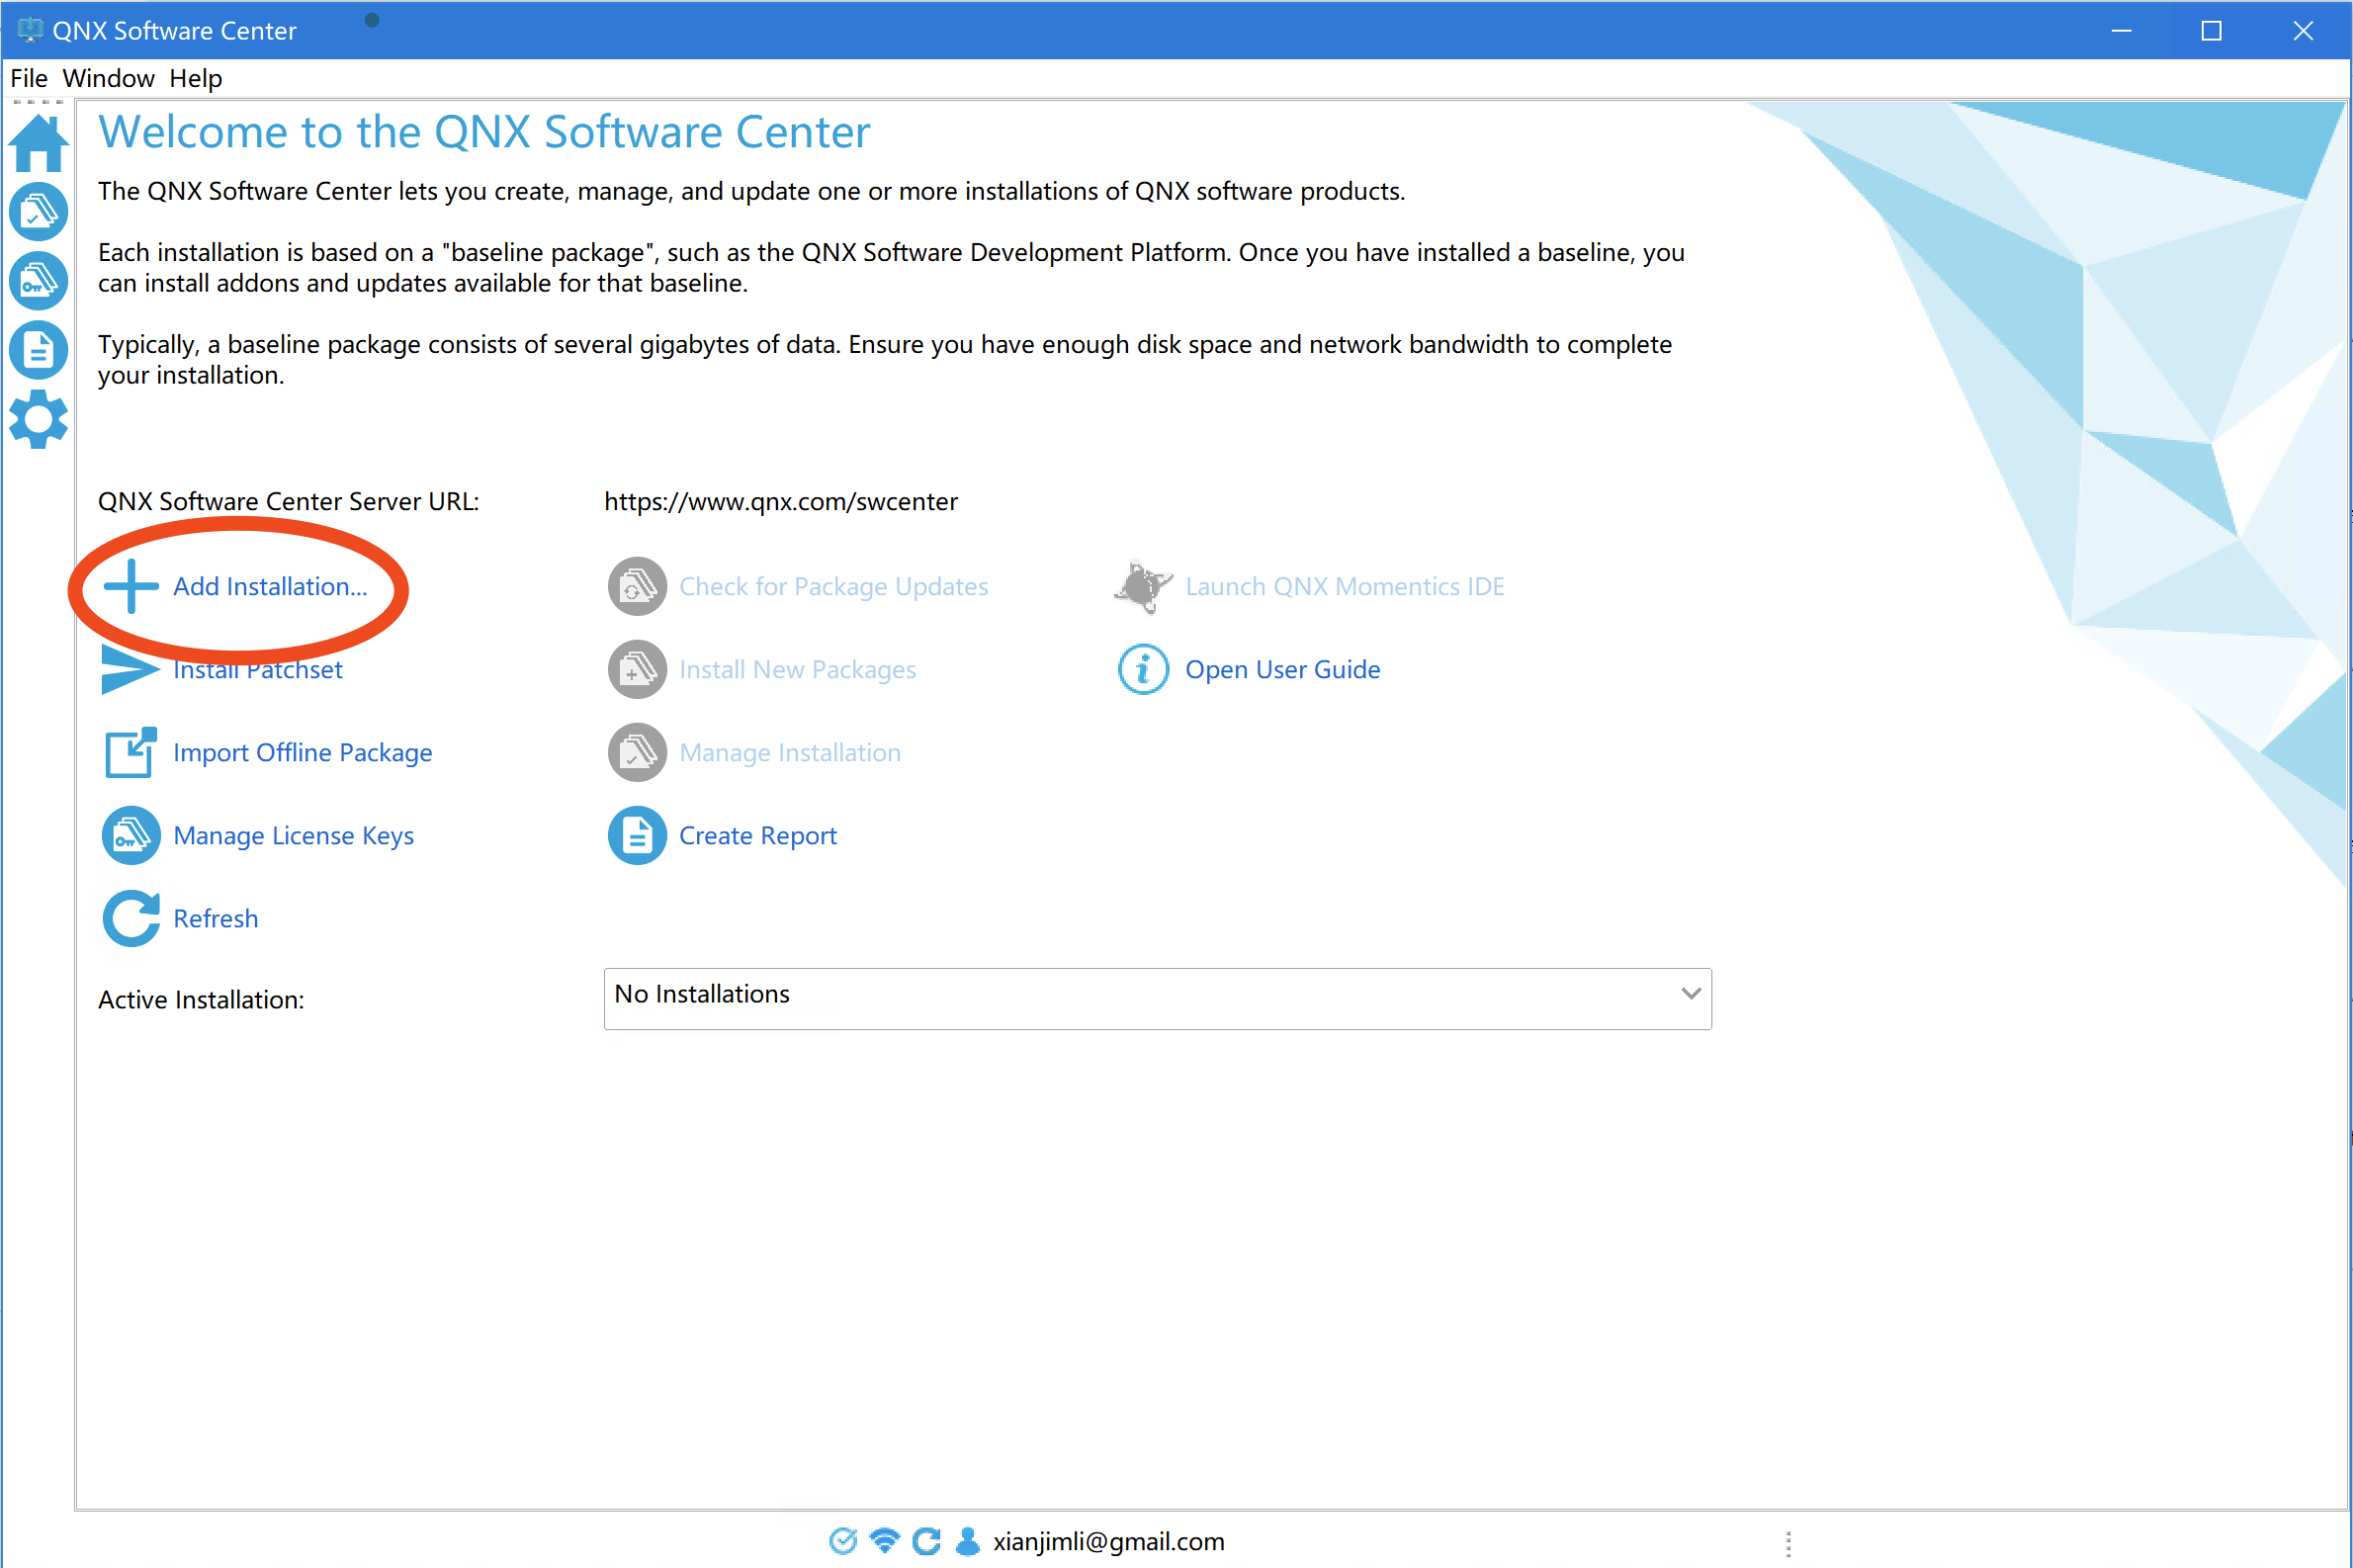 QNX Software Center
File Window Help
Welcome to the QNX Software Center
The QNX Software Center lets you create, manage, and update one or more installations of QNX software products.
Each installation is based on a "baseline package", such as the QNX Software Development Platform. Once you have installed a baseline, you
can install addons and updates available for that baseline.
Typically, a baseline package consists of several gigabytes of data. Ensure you have enough disk space and network bandwidth to complete
your installation.
QNX Software Center Server URL: https://www.qnx.com/swcenter
Add Installation... Check for Package Updates Launch QNX Momentics IDE
Install Patchset Install New Packages Open User Guide
Import Offline Package Manage Installation
Manage License Keys Create Report
Refresh
Active Installation: No Installations
xianjimli@gmail.com